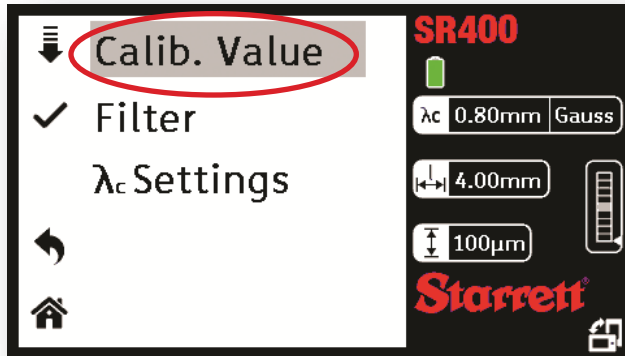 Calib. Value
Filter
λc Settings
SR400
λc 0.80mm Gauss
4.00mm
100μm
Starrett